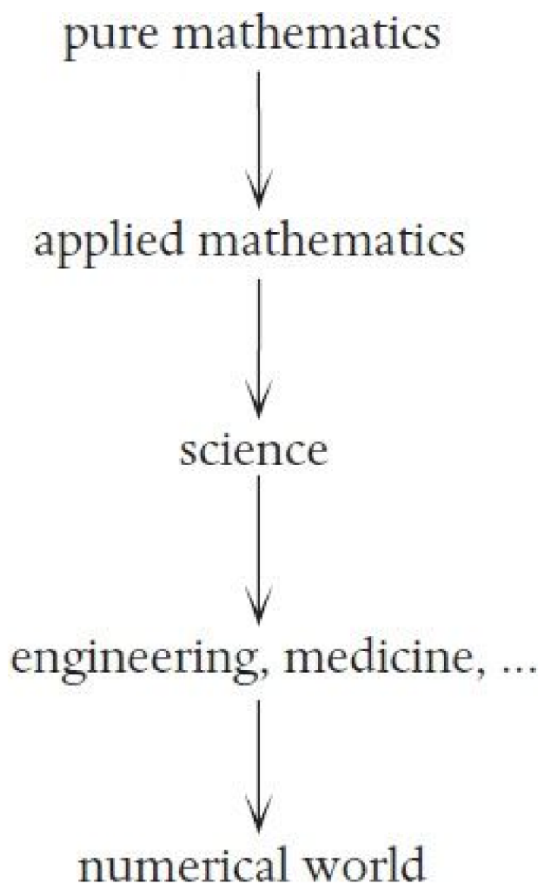 pure mathematics
applied mathematics
science
engineering, medicine, ...
numerical world